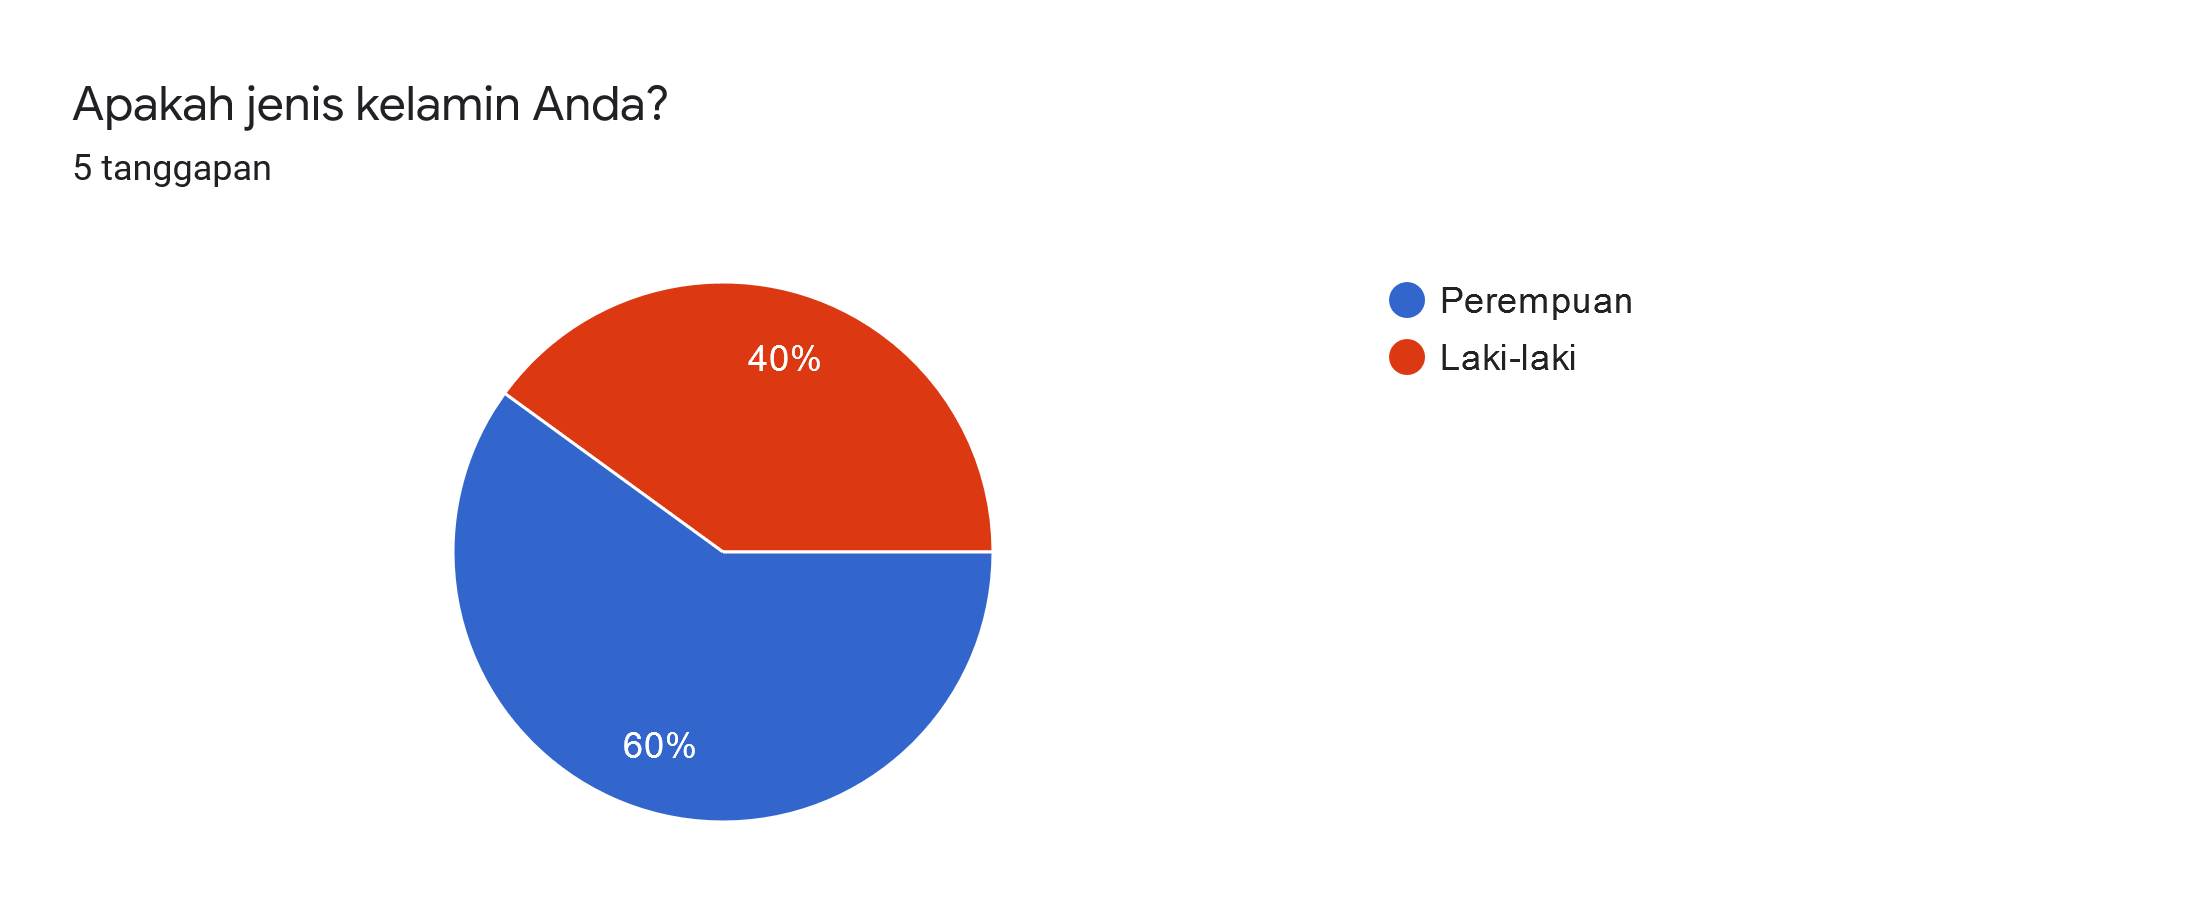 Apakah jenis kelamin Anda?
5 tanggapan
Perempuan
Laki-laki
40%
60%